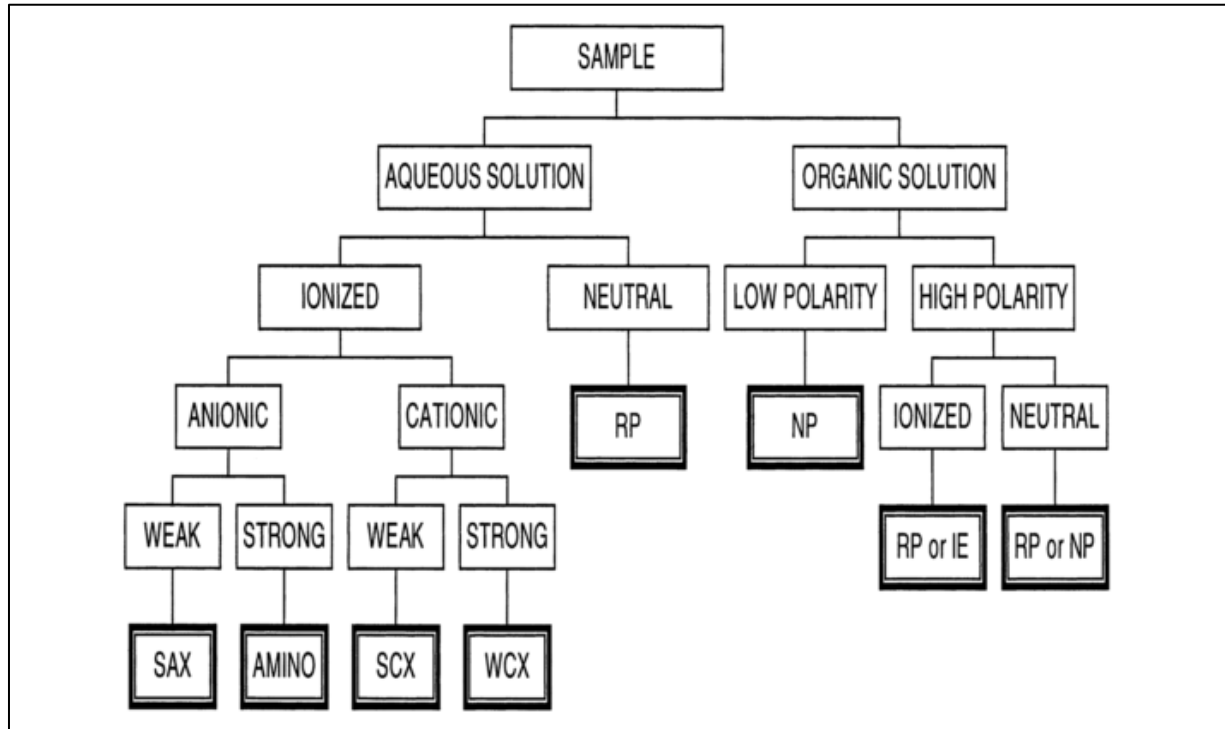 SAMPLE
AQUEOUS SOLUTION
ORGANIC SOLUTION
IONIZED
NEUTRAL
LOW POLARITY
HIGH POLARITY
ANIONIC
CATIONIC
RP
NP
IONIZED
NEUTRAL
WEAK
STRONG
WEAK
STRONG
RP or IE
RP or NP
SAX
AMINO
SCX
WCX